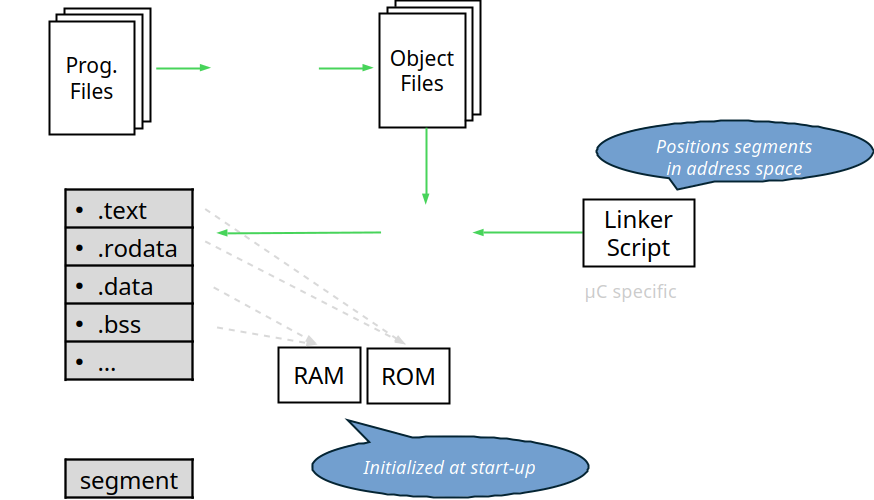 Prog.
Files
Object
Files
Positions segments
in address space
Linker
Script
µC specific
• .text
• .rodata
• .data
• .bss
• ...
RAM
ROM
Initialized at start-up
segment